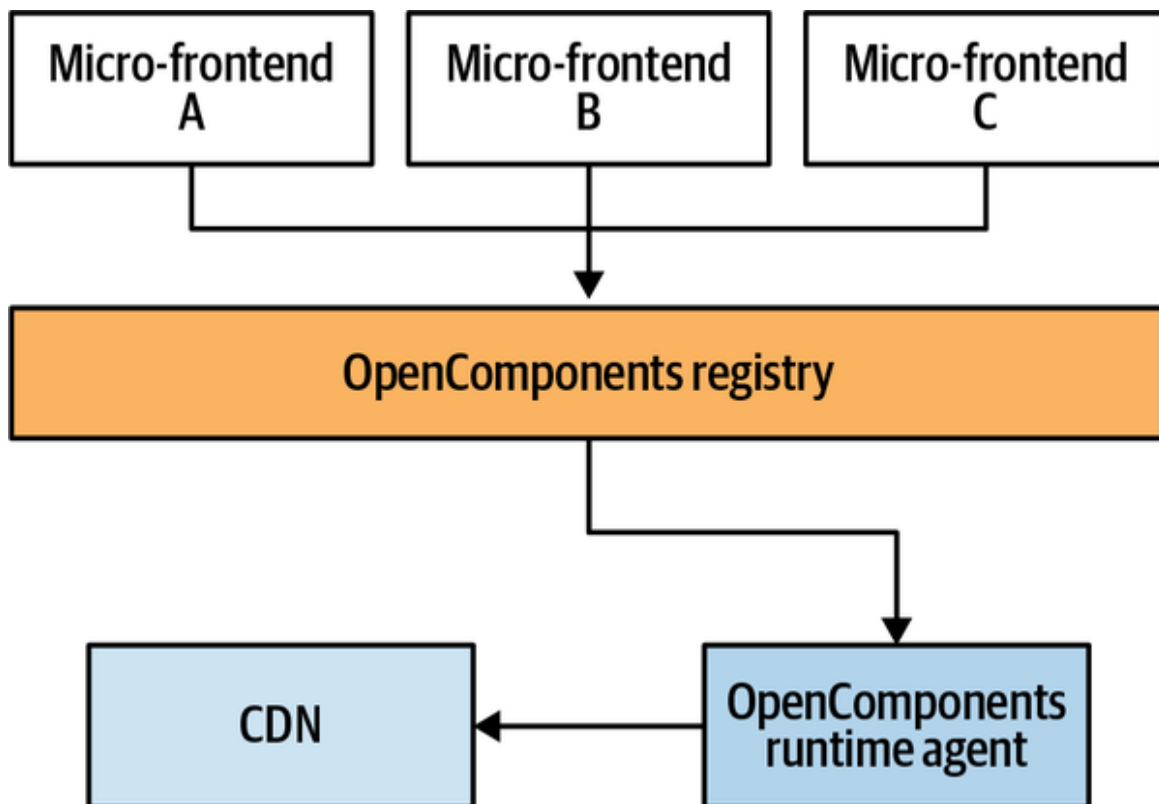 Micro-frontend
A
Micro-frontend
B
Micro-frontend
C
OpenComponents registry
CDN
OpenComponents
runtime agent